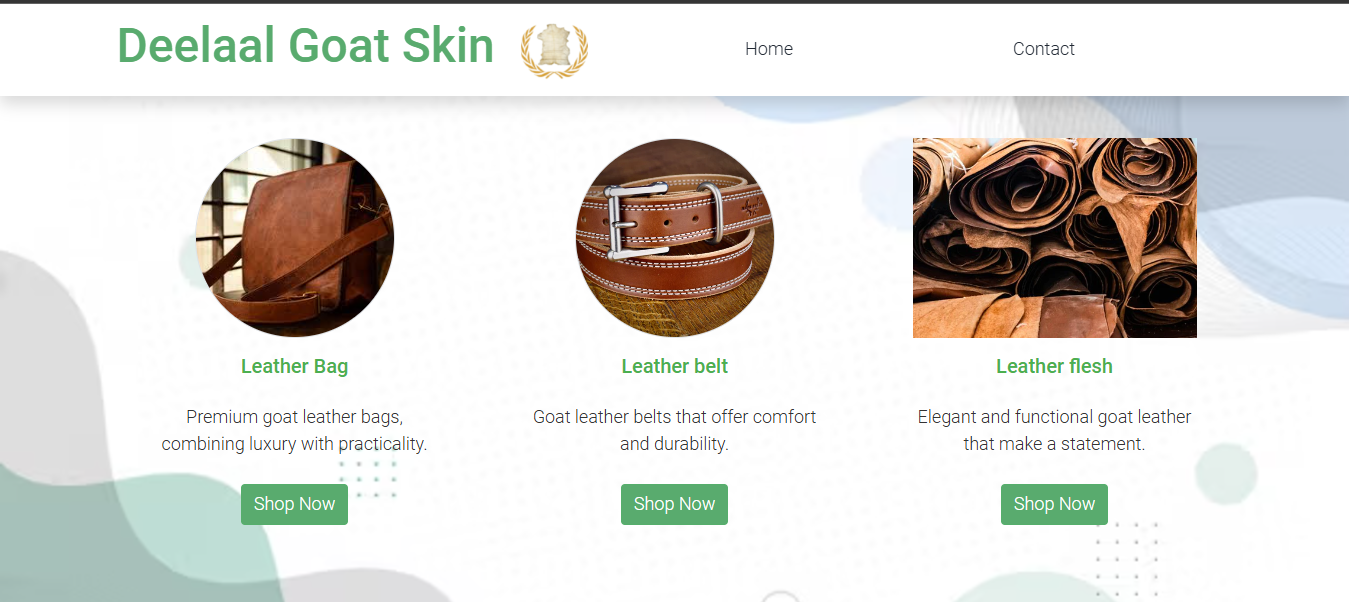 Deelaal Goat Skin
Home
Contact
Leather Bag
Premium goat leather bags,
combining luxury with practicality.
Shop Now
Leather belt
Goat leather belts that offer comfort
and durability.
Shop Now
Leather flesh
Elegant and functional goat leather
that make a statement.
Shop Now